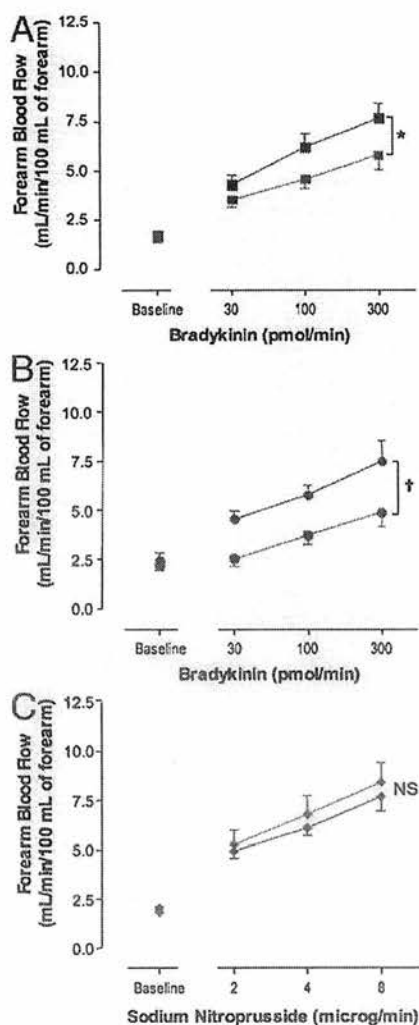 A
Forearm Blood Flow
(mL/min/100 mL of forearm)
12.5
10.0
7.5
5.0
2.5
0.0
*
Baseline
30
100
300
Bradykinin (pmol/min)
B
Forearm Blood Flow
(mL/min/100 mL of forearm)
12.5
10.0
7.5
5.0
2.5
0.0
†
Baseline
30
100
300
Bradykinin (pmol/min)
C
Forearm Blood Flow
(mL/min/100 mL of forearm)
12.5
10.0
7.5
5.0
2.5
0.0
NS
Baseline
2
4
8
Sodium Nitroprusside (microg/min)